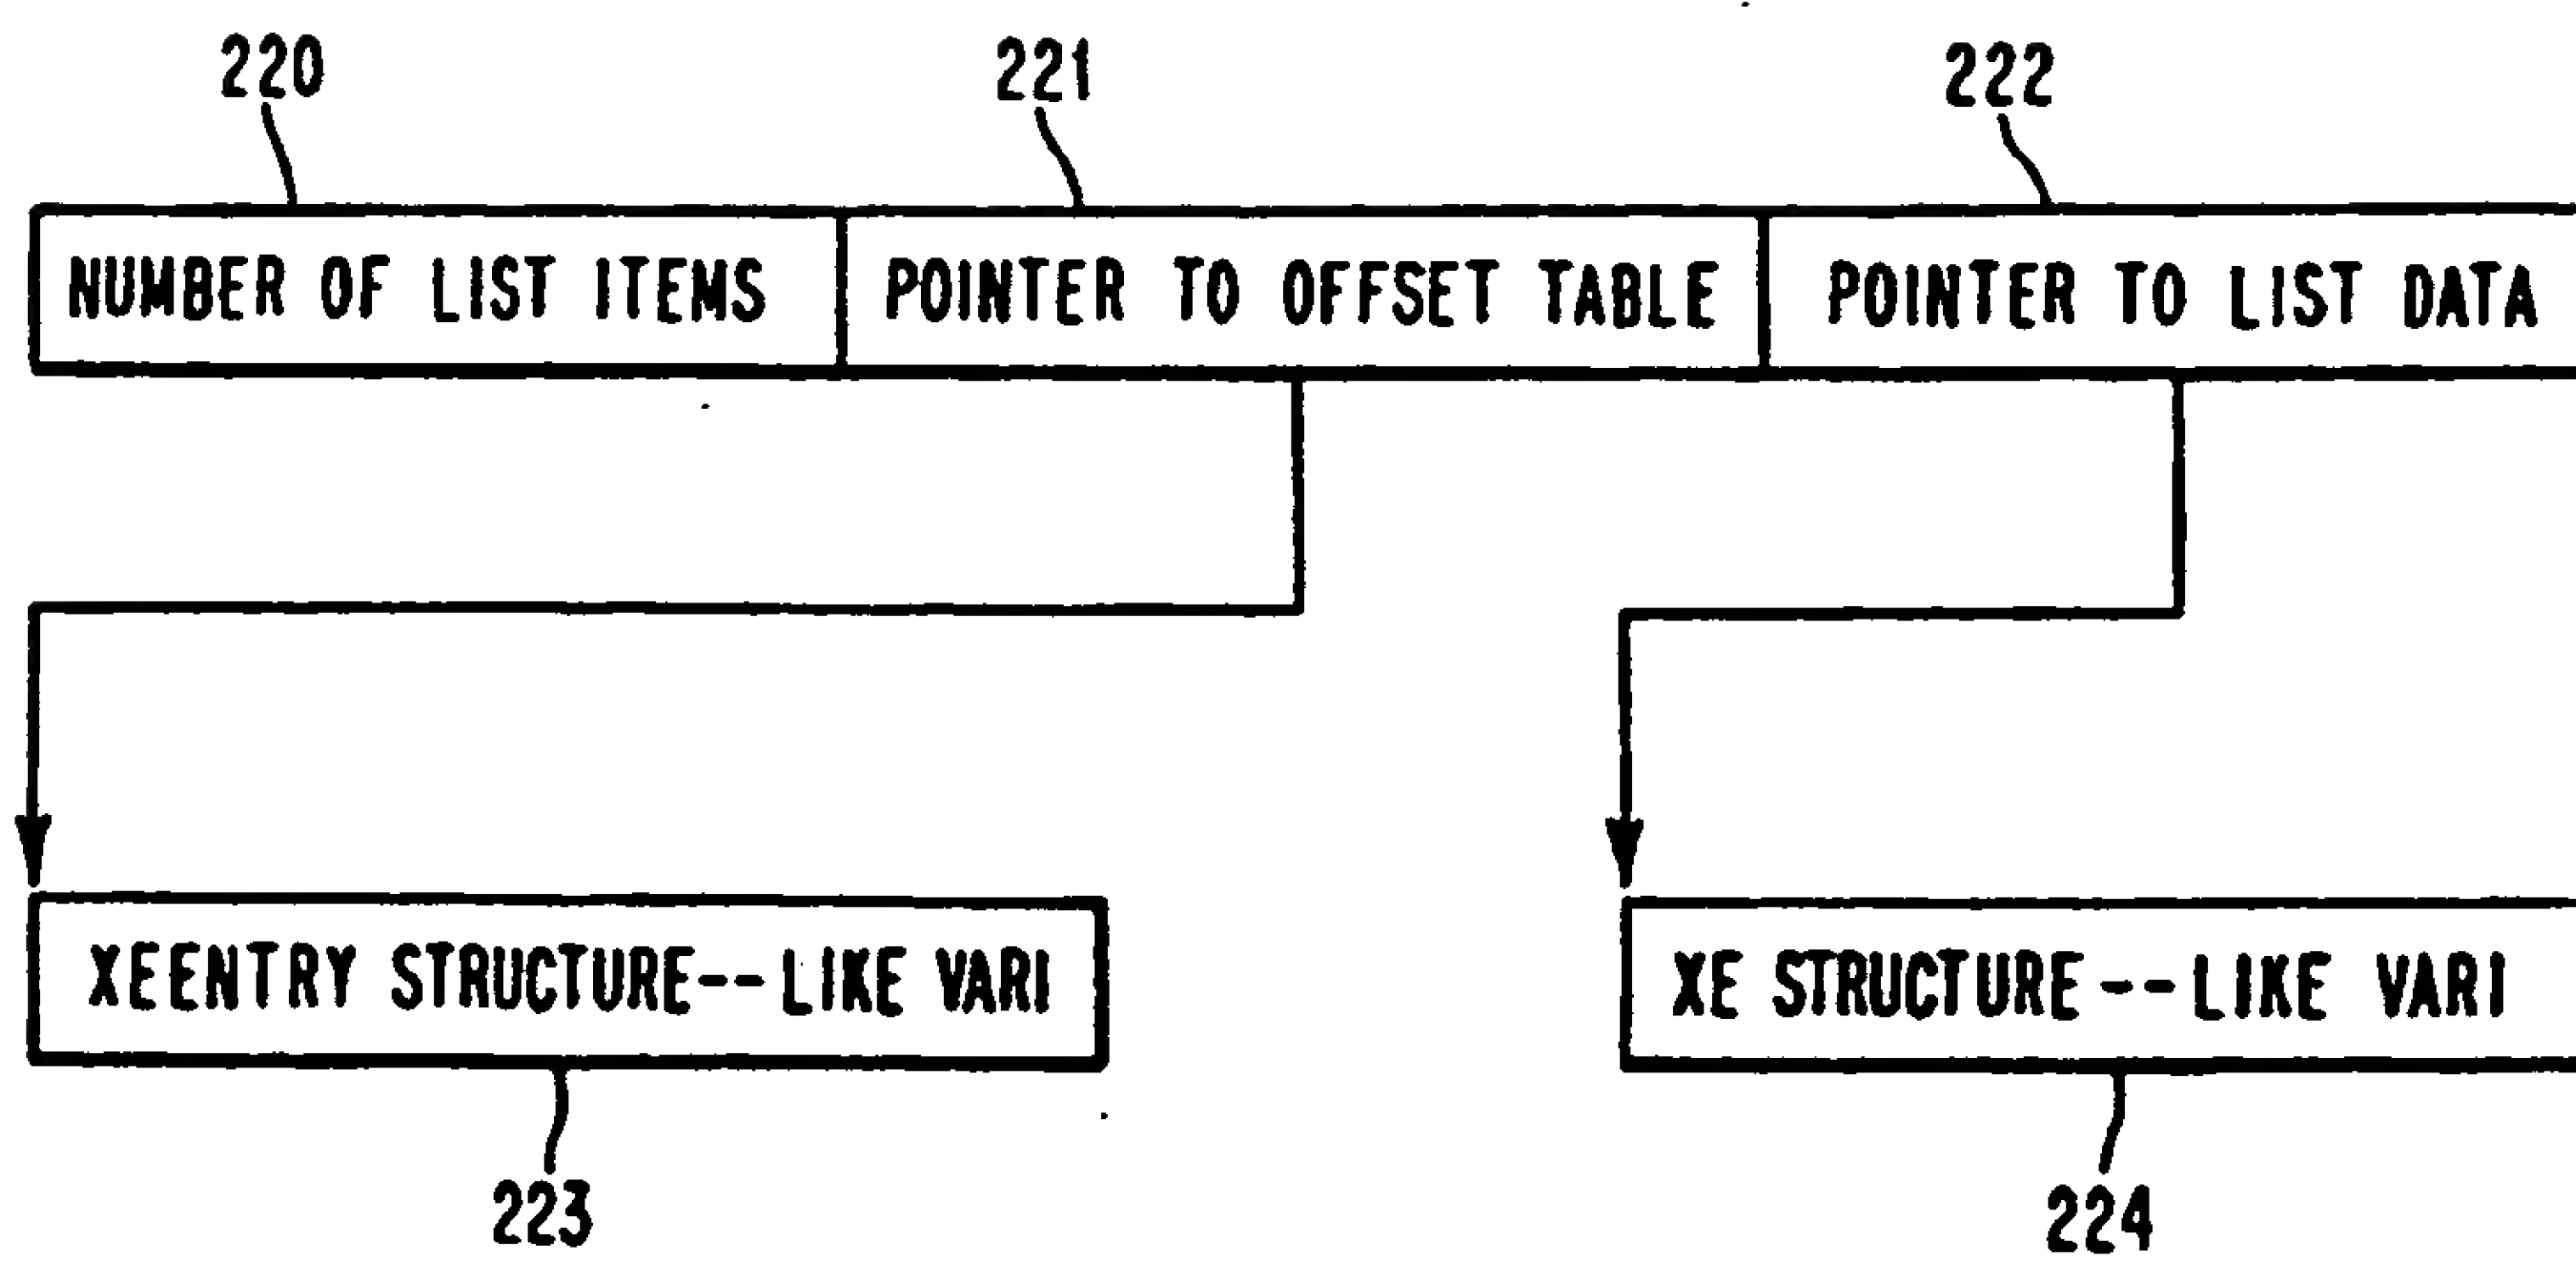 220
221
222
NUMBER OF LIST ITEMS
POINTER TO OFFSET TABLE
POINTER TO LIST DATA
XEENTRY STRUCTURE--LIKE VARI
XE STRUCTURE--LIKE VARI
223
224